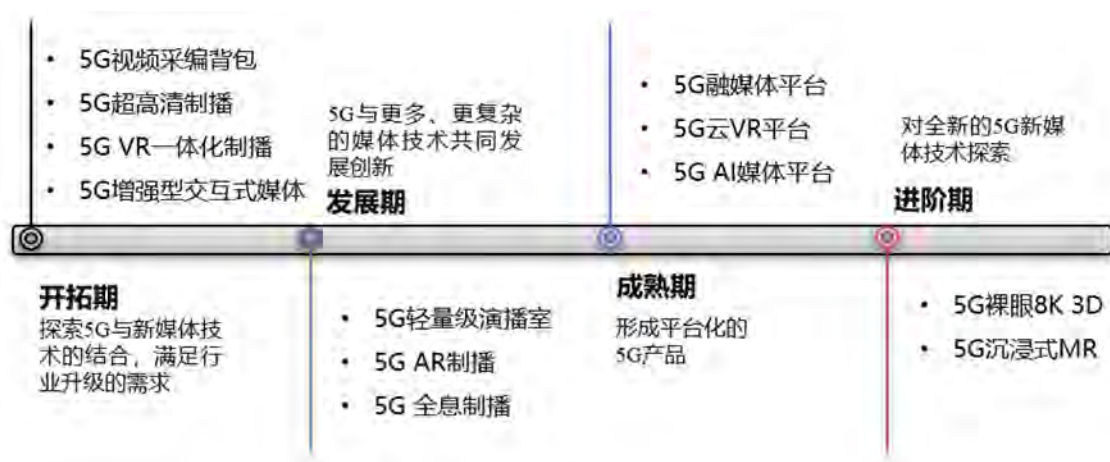 • 5G视频采编背包
• 5G超高清制播
• 5G VR一体化制播
• 5G增强型交互式媒体
开拓期
探索5G与新媒体技
术的结合，满足行
业升级的需求
5G与更多、更复杂
的媒体技术共同发
展创新
发展期
• 5G轻量级演播室
• 5G AR制播
• 5G 全息制播
• 5G融媒体平台
• 5G云VR平台
• 5G AI媒体平台
成熟期
形成平台化的
5G产品
对全新的5G新媒
体技术探索
进阶期
• 5G裸眼8K 3D
• 5G沉浸式MR